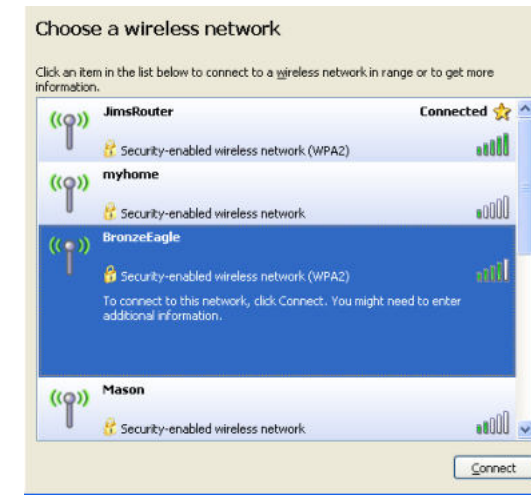 Choose a wireless network
Click an item in the list below to connect to a wireless network in range or to get more
information.
JimsRouter Connected
Security-enabled wireless network (WPA2)
myhome
Security-enabled wireless network
BronzeEagle
Security-enabled wireless network (WPA2)
To connect to this network, click Connect. You might need to enter
additional information.
Mason
Security-enabled wireless network
Connect